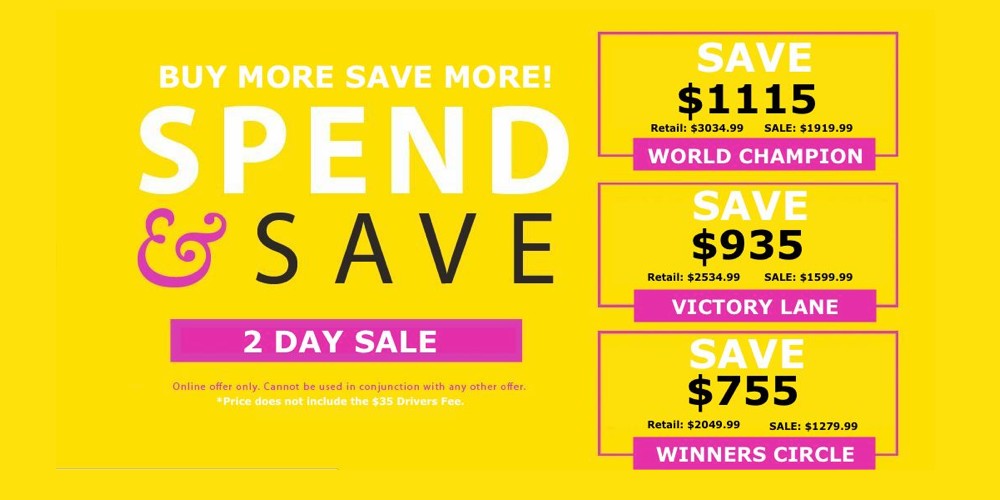 BUY MORE SAVE MORE!
SPEND
& SAVE
2 DAY SALE
Online offer only. Cannot be used in conjunction with any other offer.
*Price does not include the $35 Drivers Fee.
SAVE
$1115
Retail: $3034.99 SALE: $1919.99
WORLD CHAMPION
SAVE
$935
Retail: $2534.99 SALE: $1599.99
VICTORY LANE
SAVE
$755
Retail: $2049.99 SALE: $1279.99
WINNERS CIRCLE